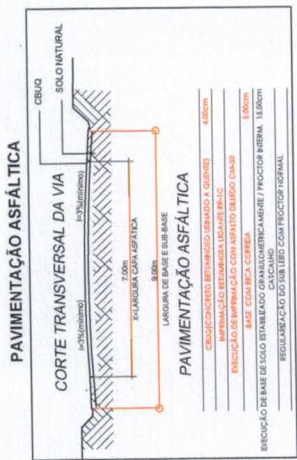 PAVIMENTAÇÃO ASFÁLTICA
CORTE TRANSVERSAL DA VIA
CBUQ
SOLO NATURAL
i=3%(mínimo)
i=3%(mínimo)
7.00m
X=LARGURA CAPA ASFÁTICA
9.00m
LARGURA DE BASE E SUB-BASE
PAVIMENTAÇÃO ASFÁLTICA
CBUQ(CONCRETO BETUMINOSO USINADO A QUENTE) 4,00cm
IMPRIMAÇÃO BETUMINOSA LIGANTE RR-1C
EXECUÇÃO DE IMPRIMAÇÃO COM ASFALTO DILUÍDO CM-30
BASE COM BICA CORRIDA 5,00cm
EXECUÇÃO DE BASE DE SOLO ESTABILIZADO GRANULOMETRICAMENTE / PROCTOR INTERM. 15,00cm
CASCALHO
REGULARIZAÇÃO DO SUB LEITO COM PROCTOR NORMAL